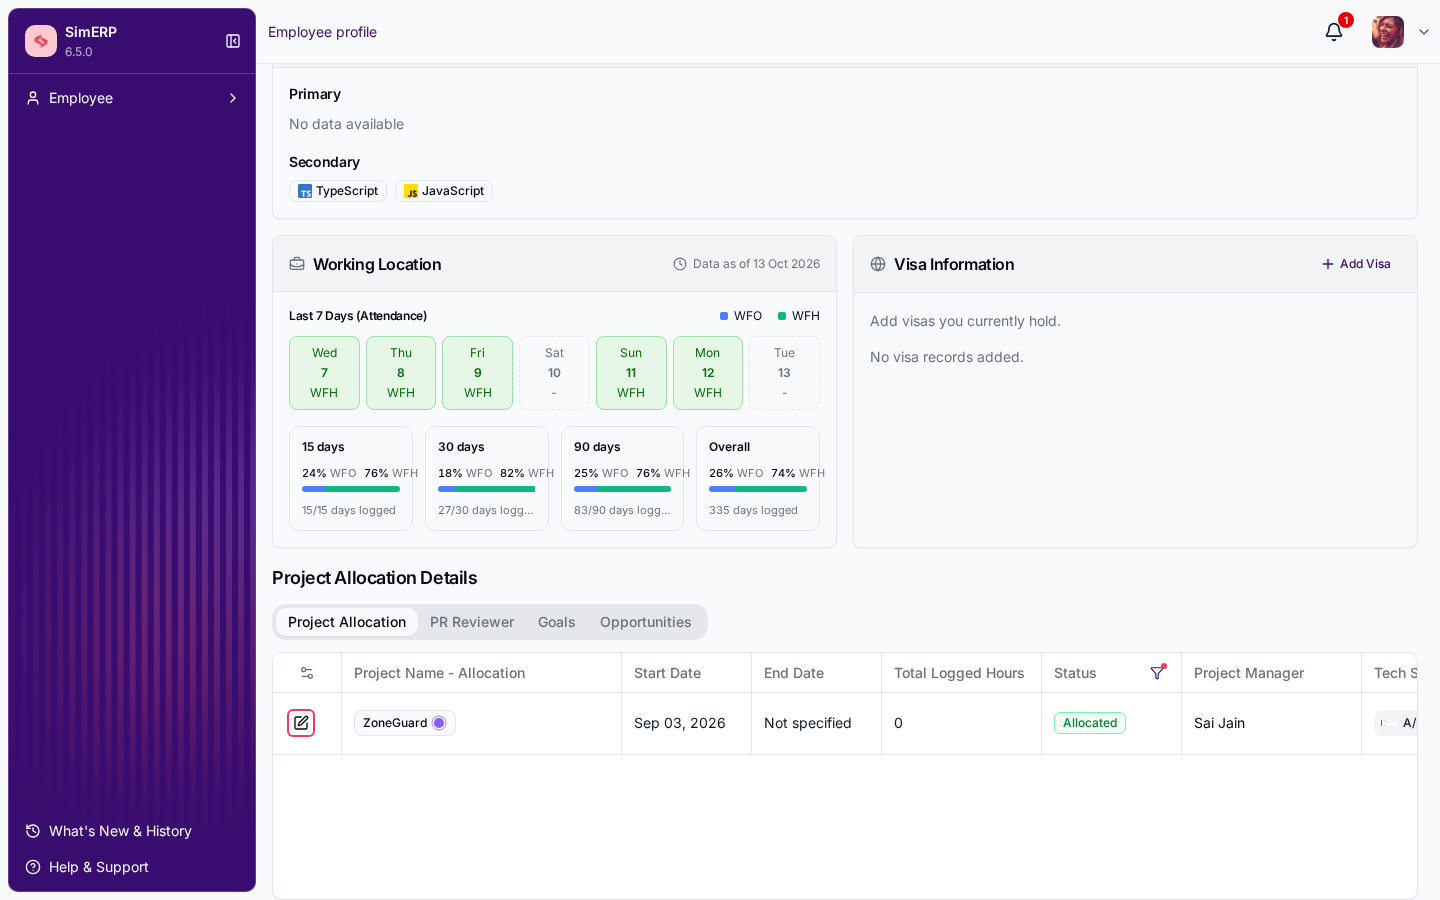 SimERP
6.5.0
Employee
What's New & History
Help & Support
Employee profile
1
Primary
No data available
Secondary
TypeScript
JavaScript
Working Location
Data as of 13 Oct 2026
Last 7 Days (Attendance)
WFO
WFH
Wed
7
WFH
Thu
8
WFH
Fri
9
WFH
Sat
10
-
Sun
11
WFH
Mon
12
WFH
Tue
13
-
15 days
24% WFO 76% WFH
15/15 days logged
30 days
18% WFO 82% WFH
27/30 days logg...
90 days
25% WFO 76% WFH
83/90 days logg...
Overall
26% WFO 74% WFH
335 days logged
Visa Information
Add Visa
Add visas you currently hold.
No visa records added.
Project Allocation Details
Project Allocation
PR Reviewer
Goals
Opportunities
Project Name - Allocation
Start Date
End Date
Total Logged Hours
Status
Project Manager
Tech S
ZoneGuard
Sep 03, 2026
Not specified
0
Allocated
Sai Jain
A/